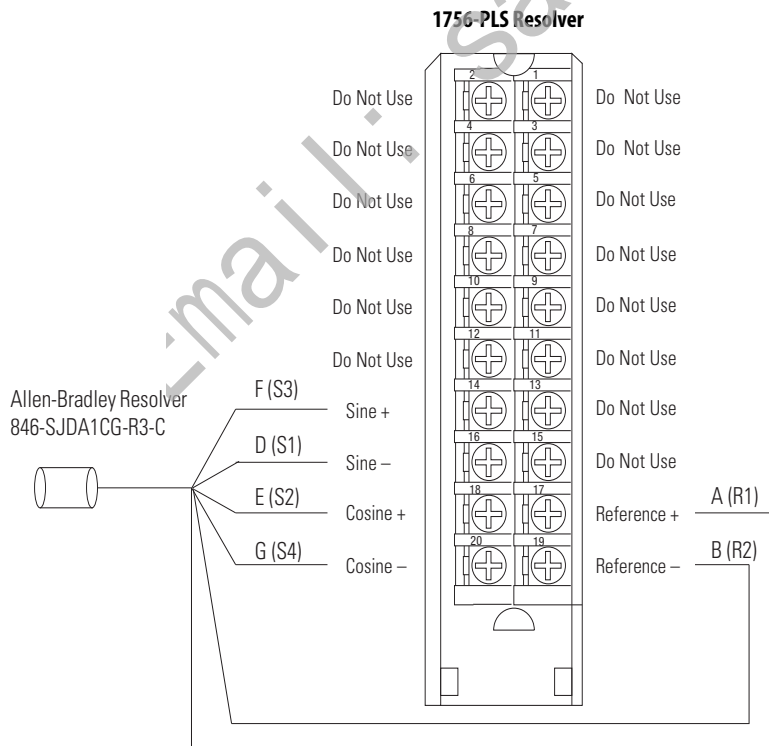 1756-PLS Resolver
2 1
Do Not Use Do Not Use
4 3
Do Not Use Do Not Use
6 5
Do Not Use Do Not Use
8 7
Do Not Use Do Not Use
10 9
Do Not Use Do Not Use
12 11
Do Not Use Do Not Use
Allen-Bradley Resolver
846-SJDA1CG-R3-C
14 13
F (S3) Sine + Do Not Use
16 15
D (S1) Sine – Do Not Use
18 17
E (S2) Cosine + Reference + A (R1)
20 19
G (S4) Cosine – Reference – B (R2)
Email: sa